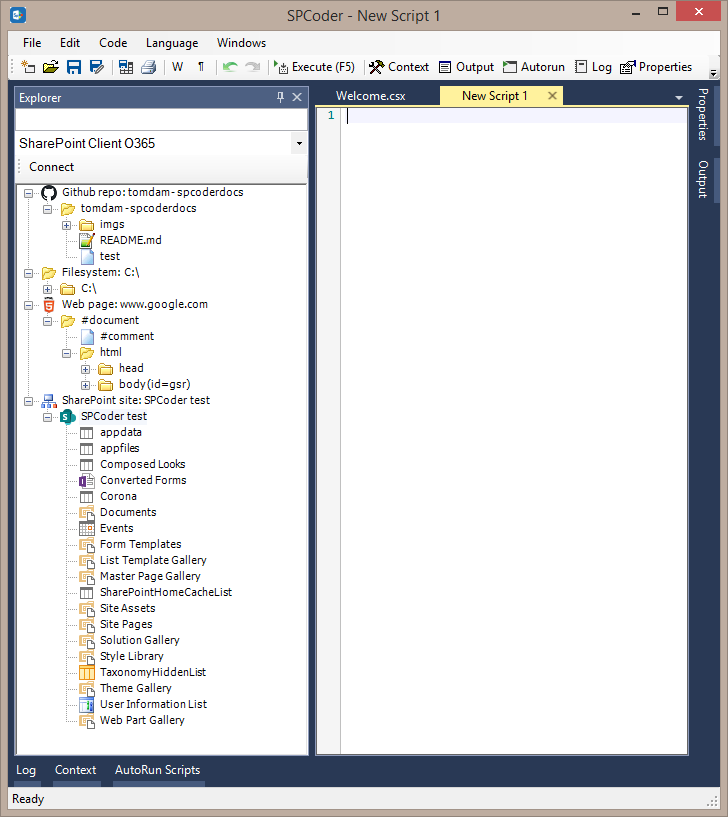 SPCoder - New Script 1
File Edit Code Language Windows
W ¶ Execute (F5) Context Output Autorun Log Properties
Explorer
Welcome.csx New Script 1
1
SharePoint Client O365
Connect
Github repo: tomdam-spcoderdocs
tomdam-spcoderdocs
imgs
README.md
test
Filesystem: C:\
C:\
Web page: www.google.com
#document
#comment
html
head
body(id=gsr)
SharePoint site: SPCoder test
SPCoder test
appdata
appfiles
Composed Looks
Converted Forms
Corona
Documents
Events
Form Templates
List Template Gallery
Master Page Gallery
SharePointHomeCacheList
Site Assets
Site Pages
Solution Gallery
Style Library
TaxonomyHiddenList
Theme Gallery
User Information List
Web Part Gallery
Properties
Output
Log Context AutoRun Scripts
Ready